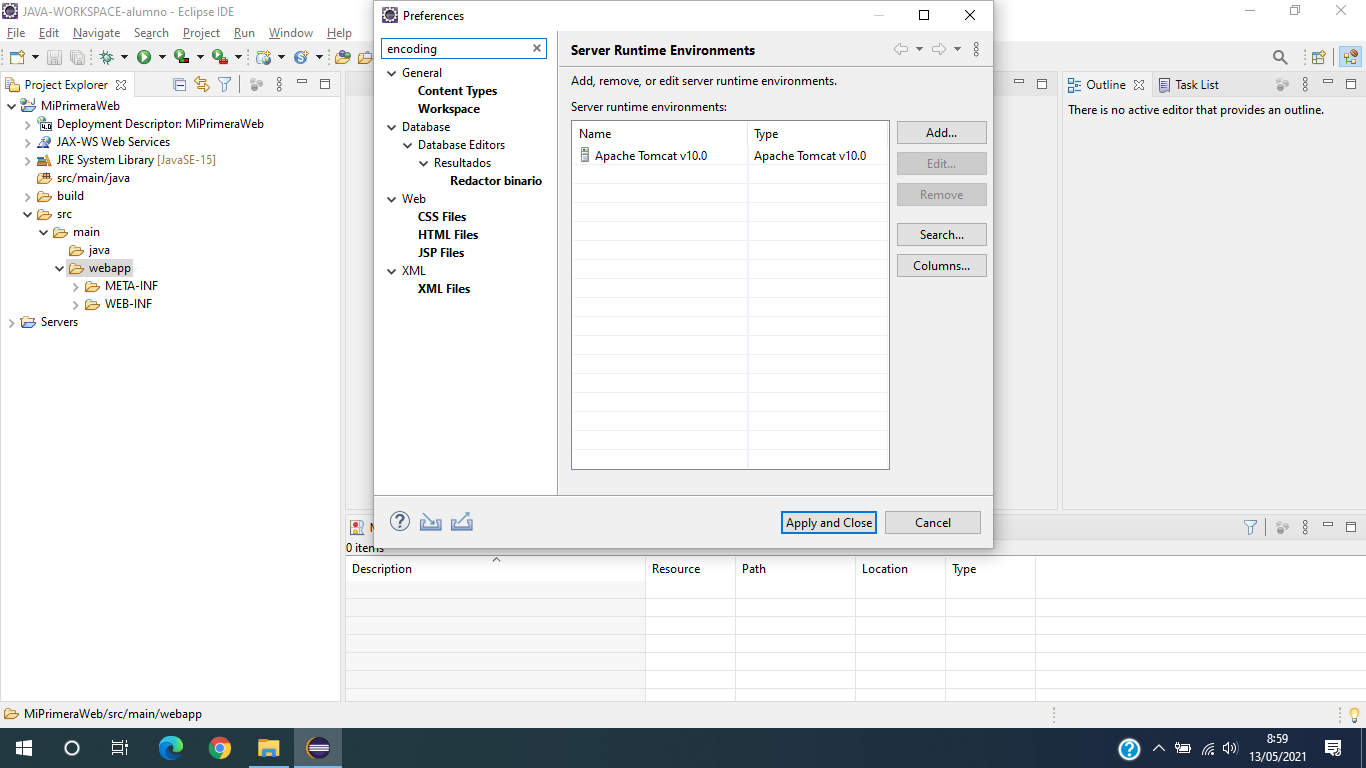 JAVA-WORKSPACE-alumno - Eclipse IDE
File Edit Navigate Search Project Run Window Help
Project Explorer
MiPrimeraWeb
Deployment Descriptor: MiPrimeraWeb
JAX-WS Web Services
JRE System Library [JavaSE-15]
src/main/java
build
src
main
java
webapp
META-INF
WEB-INF
Servers
Preferences
encoding
General
Content Types
Workspace
Database
Database Editors
Resultados
Redactor binario
Web
CSS Files
HTML Files
JSP Files
XML
XML Files
Server Runtime Environments
Add, remove, or edit server runtime environments.
Server runtime environments:
Name Type
Apache Tomcat v10.0 Apache Tomcat v10.0
Add...
Edit...
Remove
Search...
Columns...
Apply and Close Cancel
Outline Task List
There is no active editor that provides an outline.
0 items
Description Resource Path Location Type
MiPrimeraWeb/src/main/webapp
8:59
13/05/2021